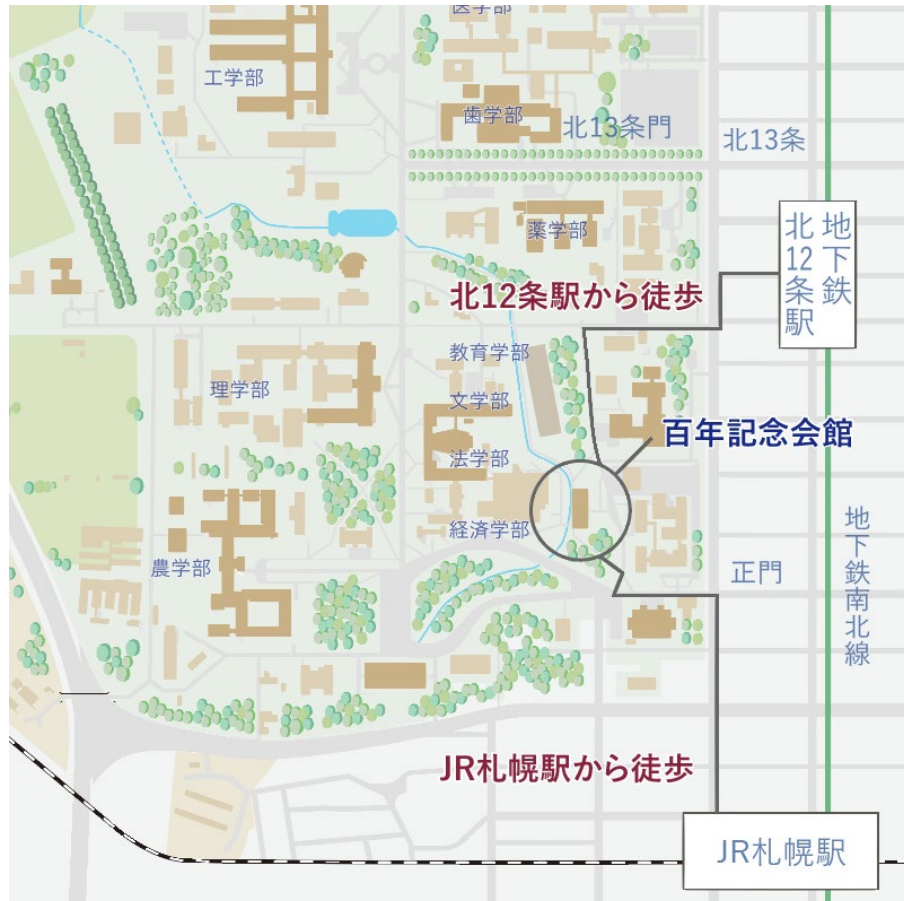 医学部
工学部
歯学部
北13条門
北13条
薬学部
地下鉄
北12条駅
北12条駅から徒歩
教育学部
理学部
文学部
百年記念会館
法学部
経済学部
農学部
正門
地下鉄南北線
JR札幌駅から徒歩
JR札幌駅